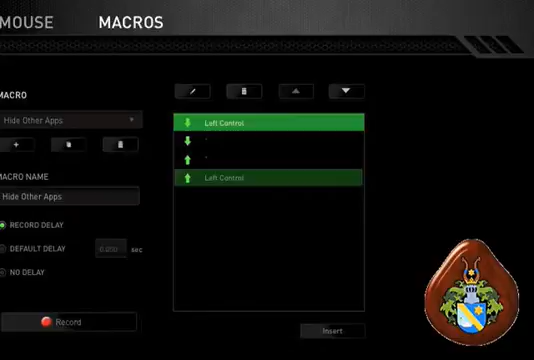 MOUSE MACROS
MACRO
Hide Other Apps
Left Control
Left Control
MACRO NAME
Hide Other Apps
RECORD DELAY
DEFAULT DELAY sec
NO DELAY
Record
Insert